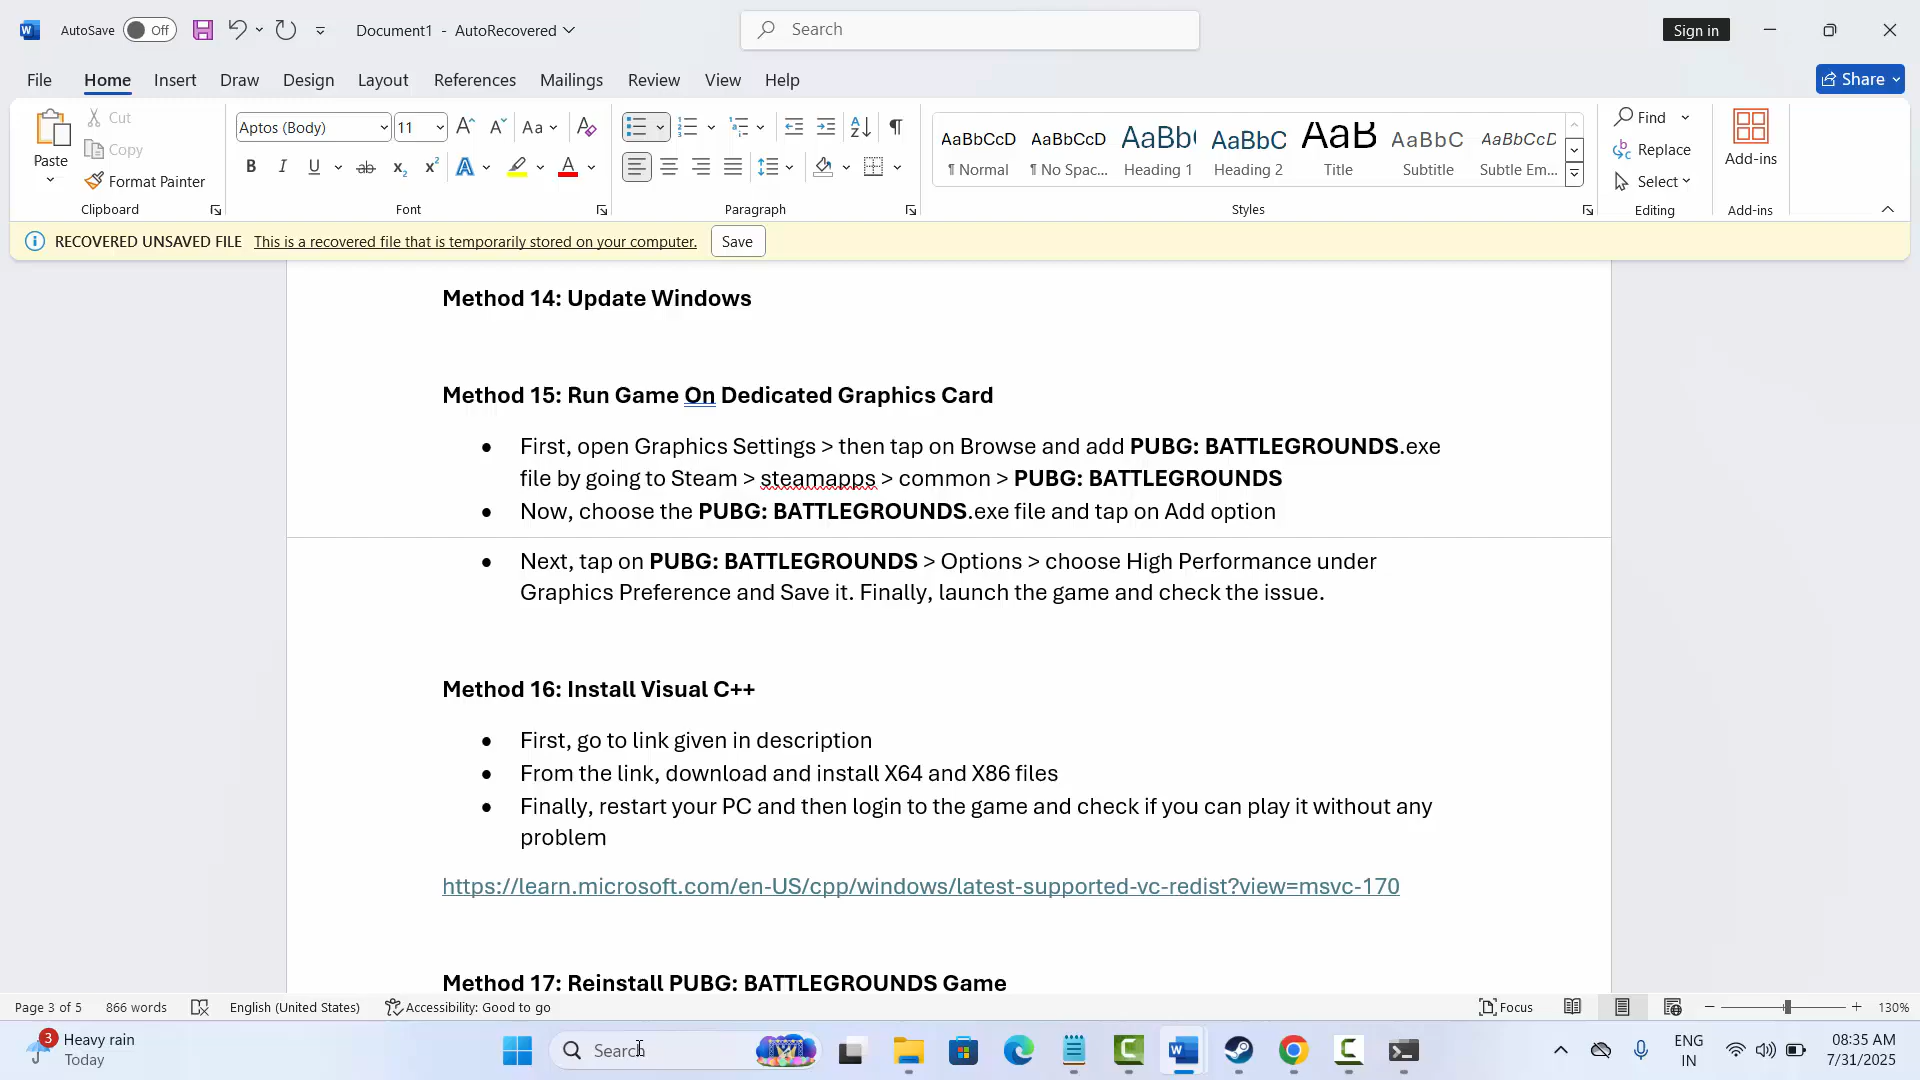 AutoSave Off Document1 - AutoRecovered Search Sign in
File Home Insert Draw Design Layout References Mailings Review View Help Share
Paste Cut Copy Format Painter
Aptos (Body) 11 Aa
AaBbCcD AaBbCcD AaBb( AaBbC AaB AaBbC AaBbCcD
¶ Normal ¶ No Spac... Heading 1 Heading 2 Title Subtitle Subtle Em...
Find Replace Select Add-ins
Clipboard Font Paragraph Styles Editing Add-ins
RECOVERED UNSAVED FILE This is a recovered file that is temporarily stored on your computer. Save
Method 14: Update Windows
Method 15: Run Game On Dedicated Graphics Card
• First, open Graphics Settings > then tap on Browse and add PUBG: BATTLEGROUNDS.exe
file by going to Steam > steamapps > common > PUBG: BATTLEGROUNDS
• Now, choose the PUBG: BATTLEGROUNDS.exe file and tap on Add option
• Next, tap on PUBG: BATTLEGROUNDS > Options > choose High Performance under
Graphics Preference and Save it. Finally, launch the game and check the issue.
Method 16: Install Visual C++
• First, go to link given in description
• From the link, download and install X64 and X86 files
• Finally, restart your PC and then login to the game and check if you can play it without any
problem
https://learn.microsoft.com/en-US/cpp/windows/latest-supported-vc-redist?view=msvc-170
Method 17: Reinstall PUBG: BATTLEGROUNDS Game
Page 3 of 5 866 words English (United States) Accessibility: Good to go Focus 130%
3 Heavy rain
Today
Search
ENG
IN
08:35 AM
7/31/2025